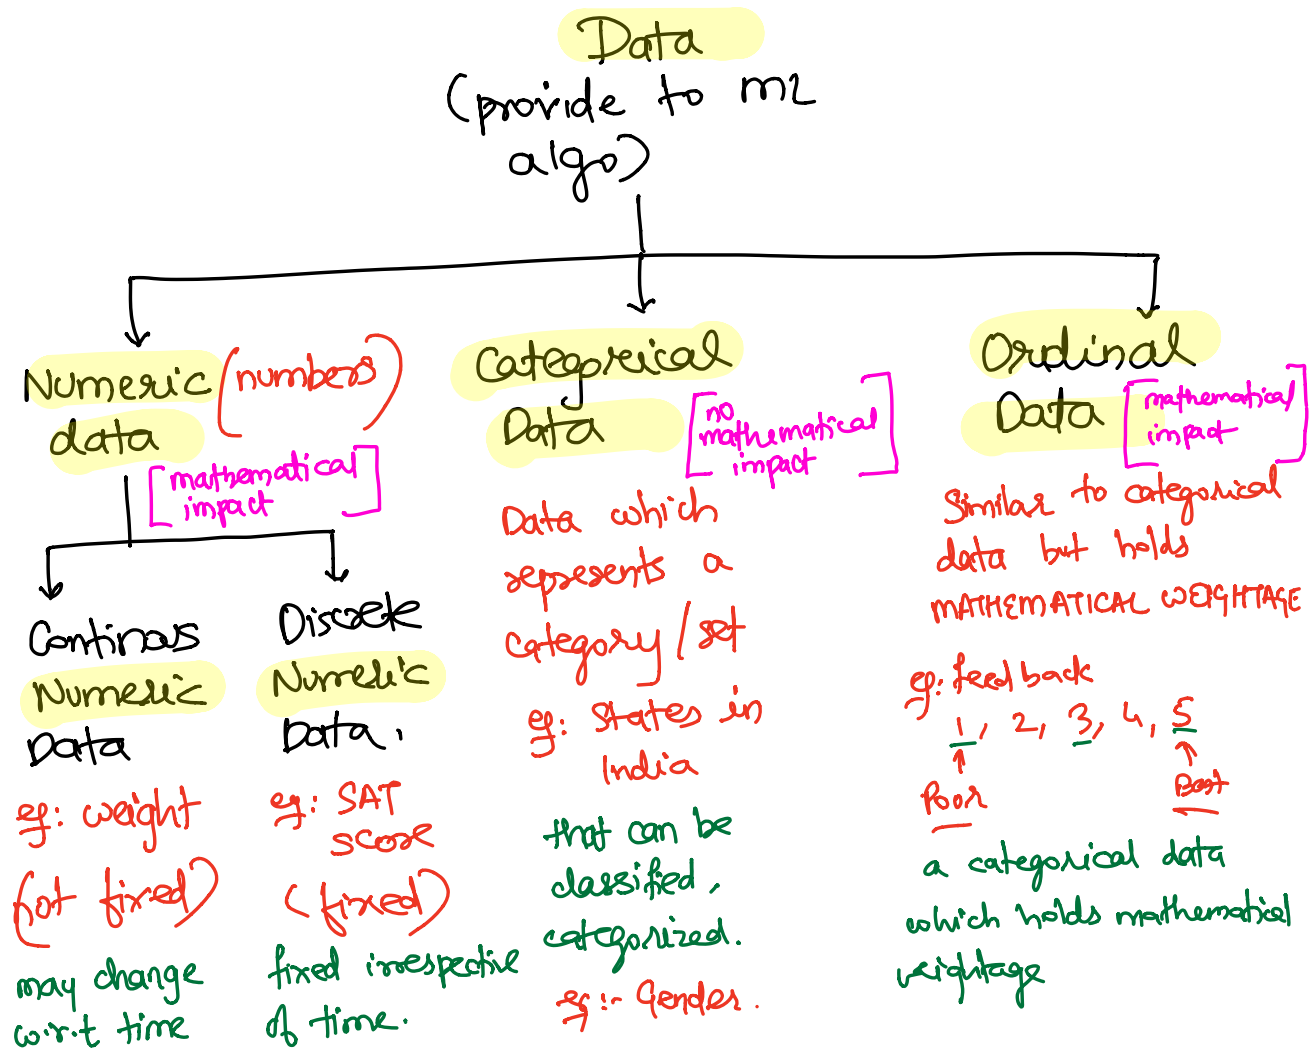 Data
(provide to ML
algo)
Numeric (numbers)
data
[mathematical
impact]
Continous
Numeric
Data
eg: weight
(not fixed)
may change
w.r.t time
Discrete
Numeric
Data.
eg: SAT
score
(fixed)
fixed irrespective
of time.
Categorical
Data
[no
mathematical
impact]
Data which
represents a
category/set
eg: States in
India
that can be
classified,
categorized.
eg:- Gender.
Ordinal
Data
[mathematical
impact]
Similar to categorical
data but holds
MATHEMATICAL WEIGHTAGE
eg: feedback
1, 2, 3, 4, 5
Poor Best
a categorical data
which holds mathematical
weightage